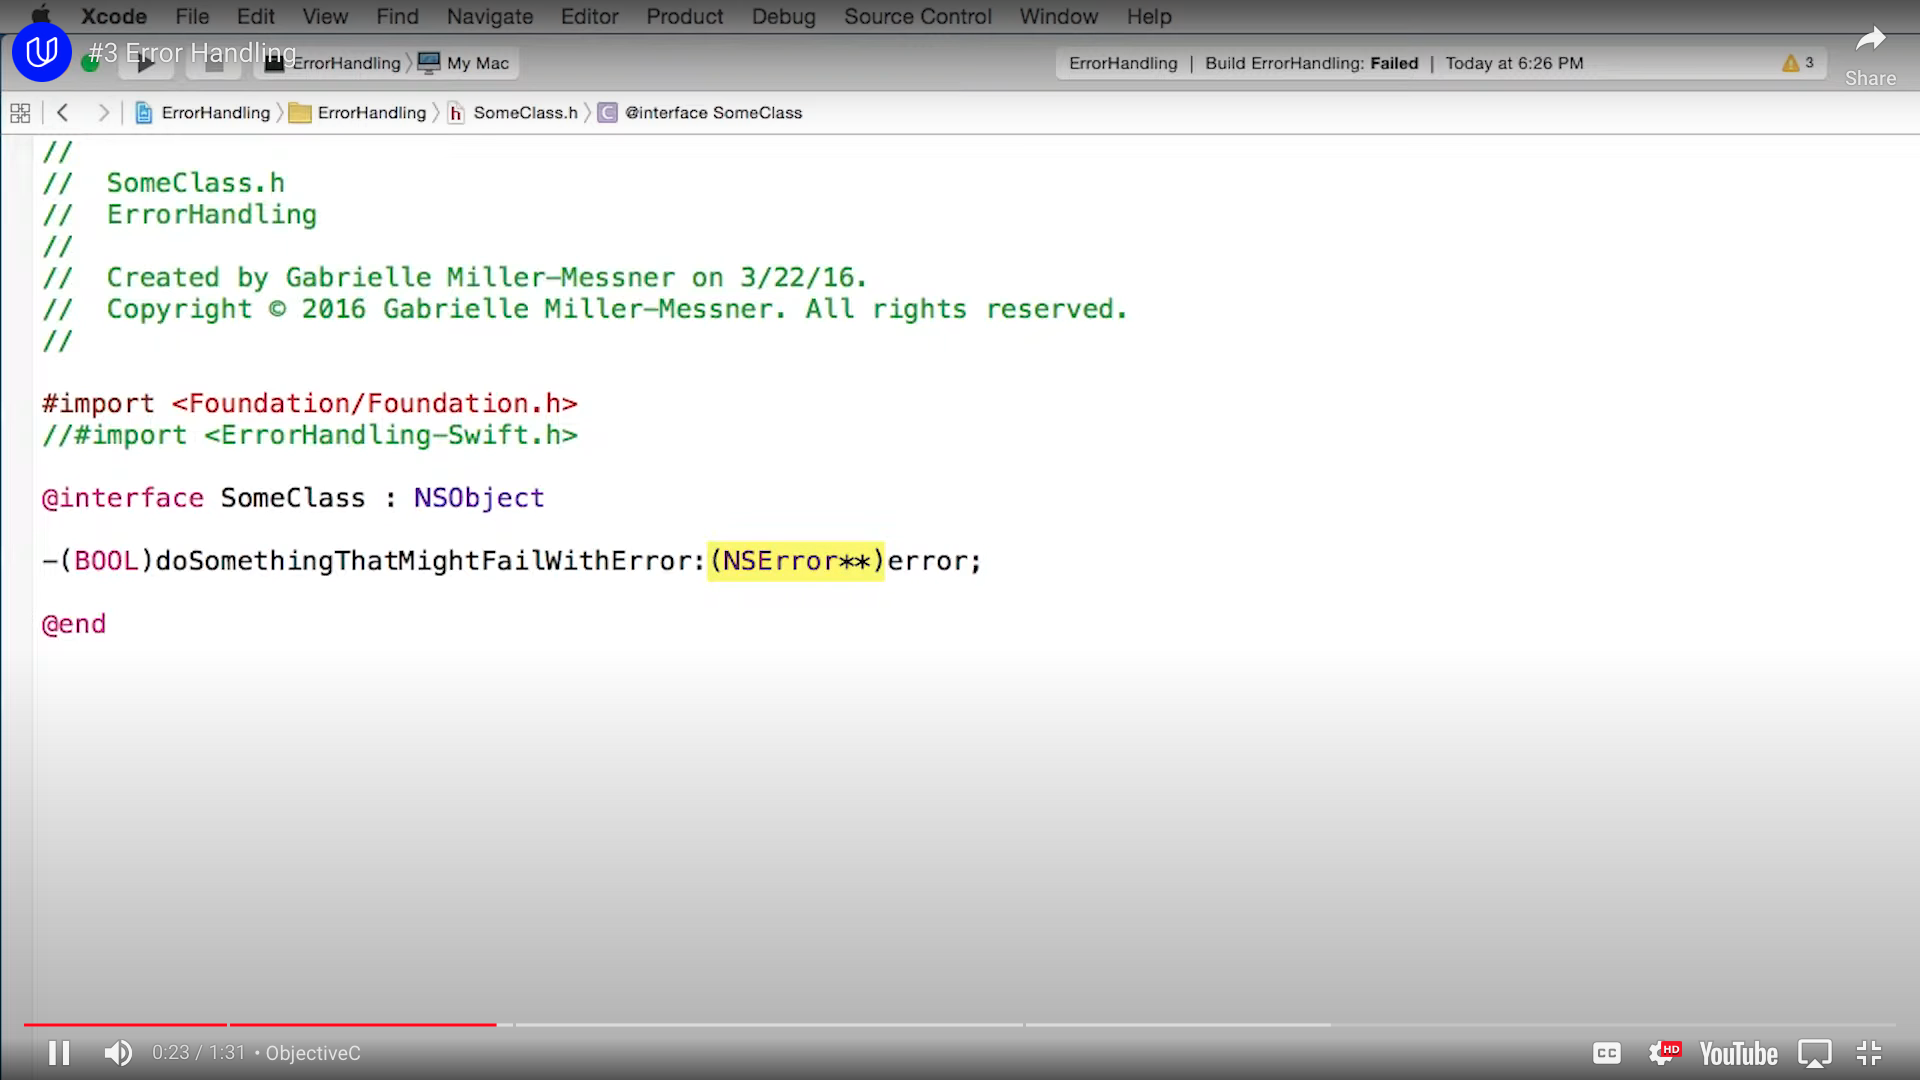 Xcode File Edit View Find Navigate Editor Product Debug Source Control Window Help
#3 Error Handling
ErrorHandling My Mac
ErrorHandling | Build ErrorHandling: Failed | Today at 6:26 PM 3
Share
ErrorHandling ErrorHandling h SomeClass.h C @interface SomeClass
//
// SomeClass.h
// ErrorHandling
//
// Created by Gabrielle Miller-Messner on 3/22/16.
// Copyright © 2016 Gabrielle Miller-Messner. All rights reserved.
//
#import <Foundation/Foundation.h>
//#import <ErrorHandling-Swift.h>
@interface SomeClass : NSObject
-(BOOL)doSomethingThatMightFailWithError:(NSError**)error;
@end
0:23 / 1:31 • ObjectiveC
CC HD YouTube